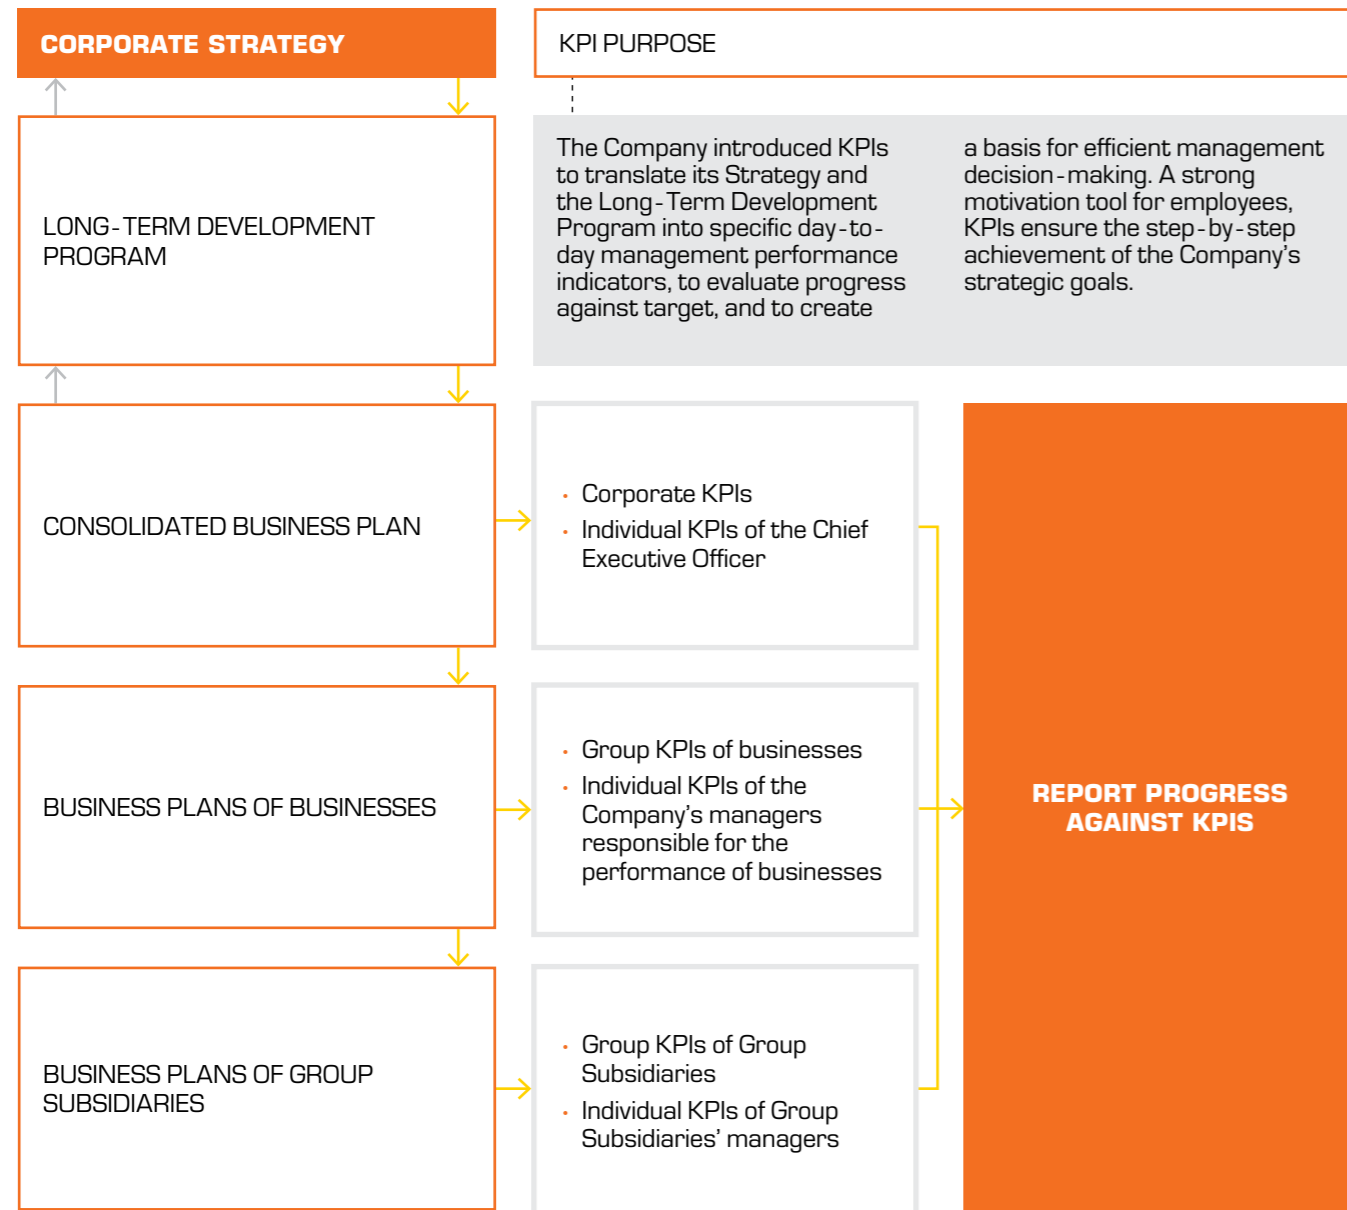 CORPORATE STRATEGY
KPI PURPOSE
LONG-TERM DEVELOPMENT
PROGRAM
The Company introduced KPIs
to translate its Strategy and
the Long-Term Development
Program into specific day-to-
day management performance
indicators, to evaluate progress
against target, and to create
a basis for efficient management
decision-making. A strong
motivation tool for employees,
KPIs ensure the step-by-step
achievement of the Company's
strategic goals.
CONSOLIDATED BUSINESS PLAN
• Corporate KPIs
• Individual KPIs of the Chief
Executive Officer
BUSINESS PLANS OF BUSINESSES
• Group KPIs of businesses
• Individual KPIs of the
Company's managers
responsible for the
performance of businesses
REPORT PROGRESS
AGAINST KPIS
BUSINESS PLANS OF GROUP
SUBSIDIARIES
• Group KPIs of Group
Subsidiaries
• Individual KPIs of Group
Subsidiaries' managers